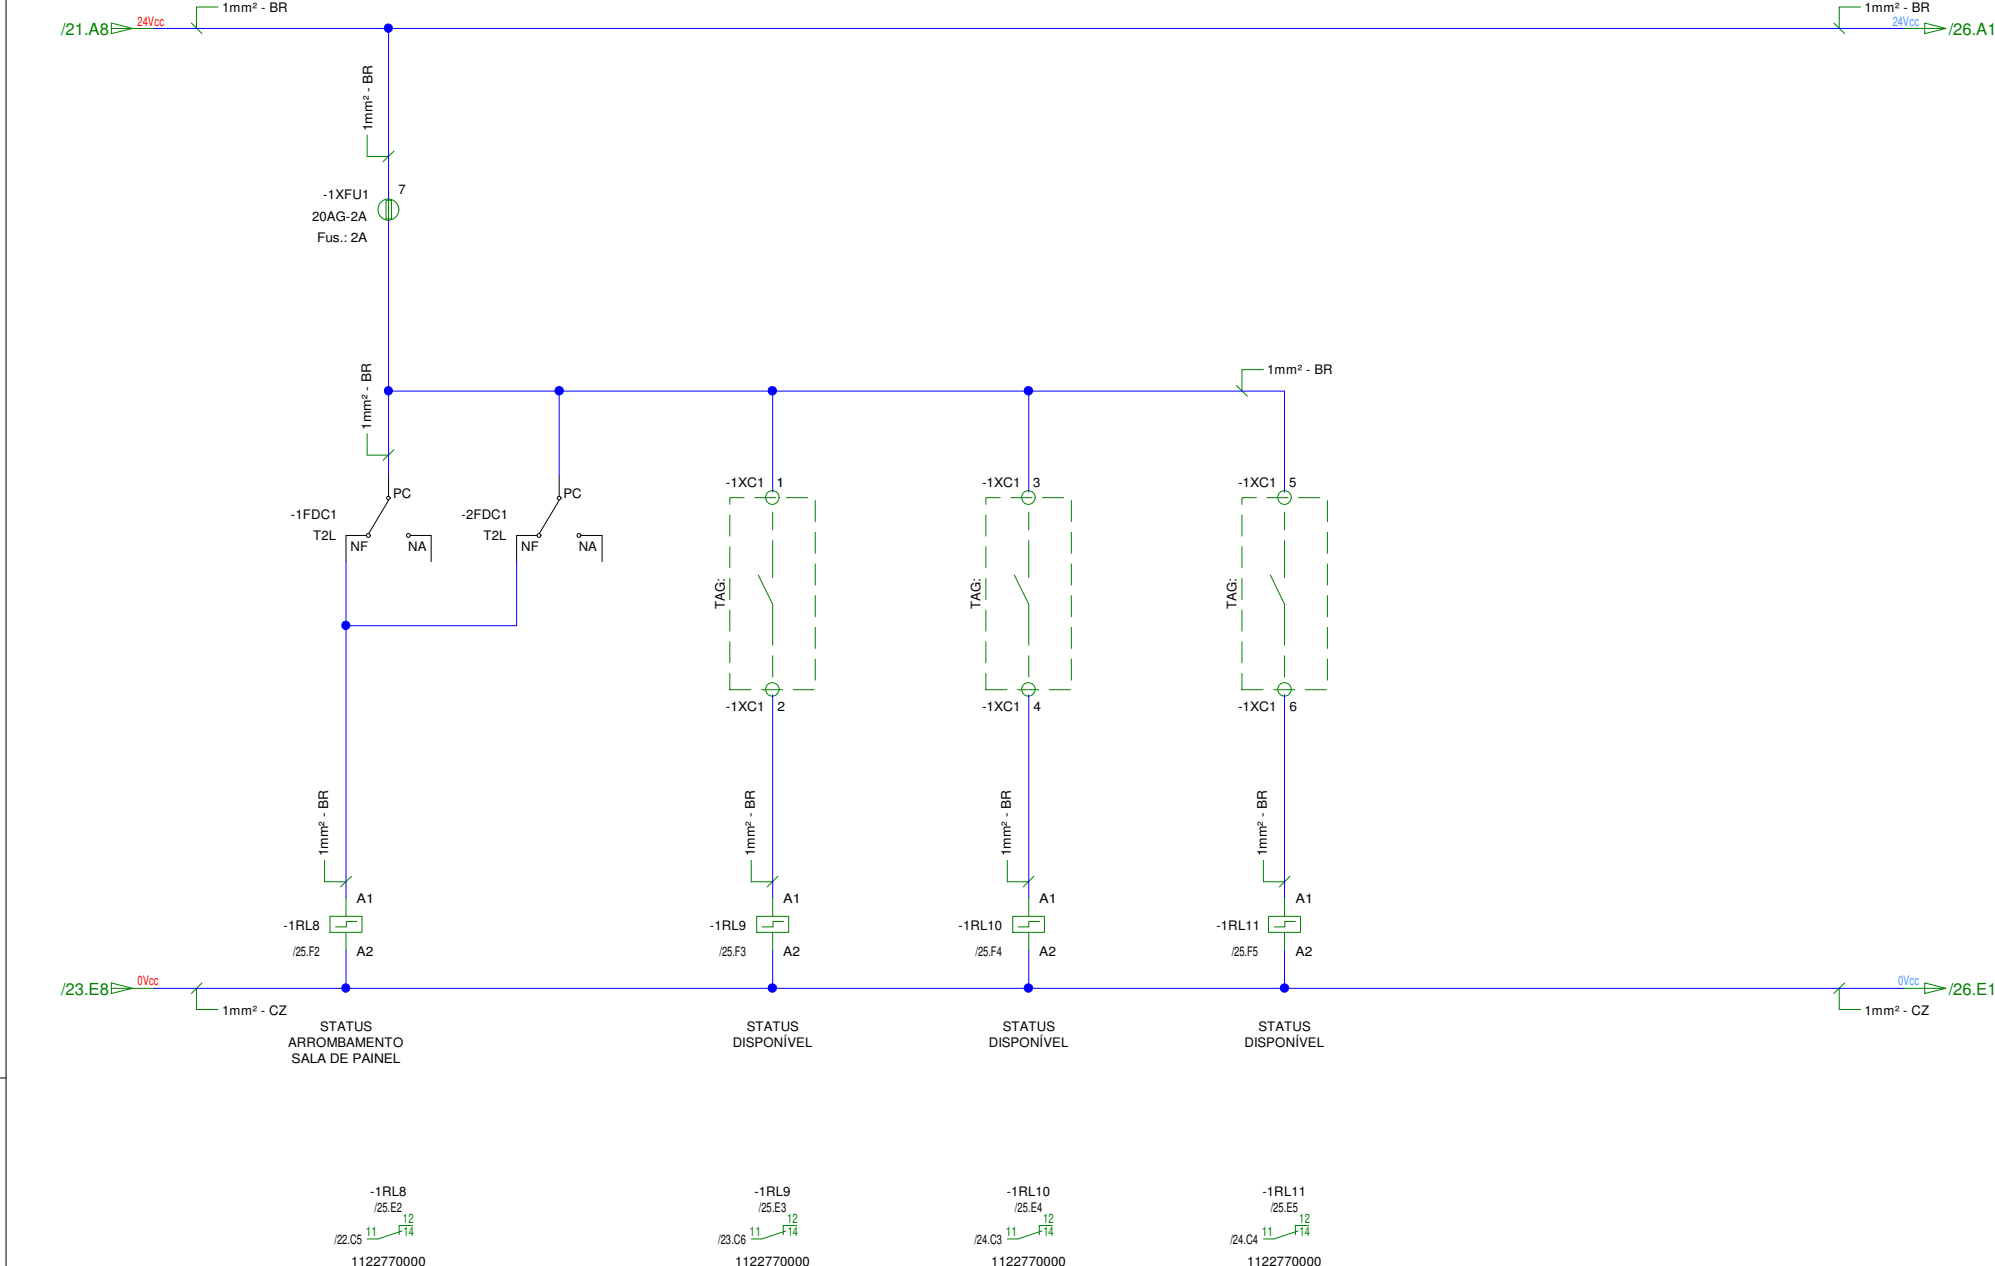 1mm² - BR
1mm² - BR
/21.A8
24Vcc
24Vcc
/26.A1
1mm² - BR
-1XFU1
7
20AG-2A
Fus.: 2A
1mm² - BR
1mm² - BR
-1XC1 1
-1XC1 3
-1XC1 5
PC
PC
-1FDC1
-2FDC1
T2L
NF
NA
T2L
NF
NA
TAG:
TAG:
TAG:
-1XC1 2
-1XC1 4
-1XC1 6
1mm² - BR
1mm² - BR
1mm² - BR
1mm² - BR
A1
A1
A1
A1
-1RL8
-1RL9
-1RL10
-1RL11
/25.F2
A2
/25.F3
A2
/25.F4
A2
/25.F5
A2
/23.E8
0Vcc
0Vcc
/26.E1
1mm² - CZ
1mm² - CZ
STATUS
ARROMBAMENTO
SALA DE PAINEL
STATUS
DISPONÍVEL
STATUS
DISPONÍVEL
STATUS
DISPONÍVEL
-1RL8
/25.E2
12
11
14
/22.C5
1122770000
-1RL9
/25.E3
12
11
14
/23.C6
1122770000
-1RL10
/25.E4
12
11
14
/24.C3
1122770000
-1RL11
/25.E5
12
11
14
/24.C4
1122770000